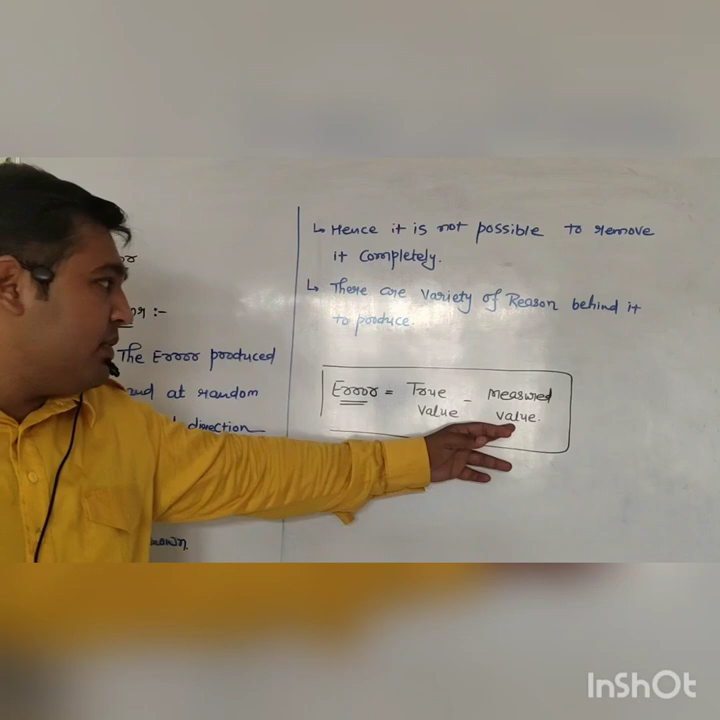 The Error produced
and at random
direction
↳ Hence it is not possible to remove
it completely.
↳ There are variety of Reason behind it
to produce.
Error = True value - measured value.
InShOt